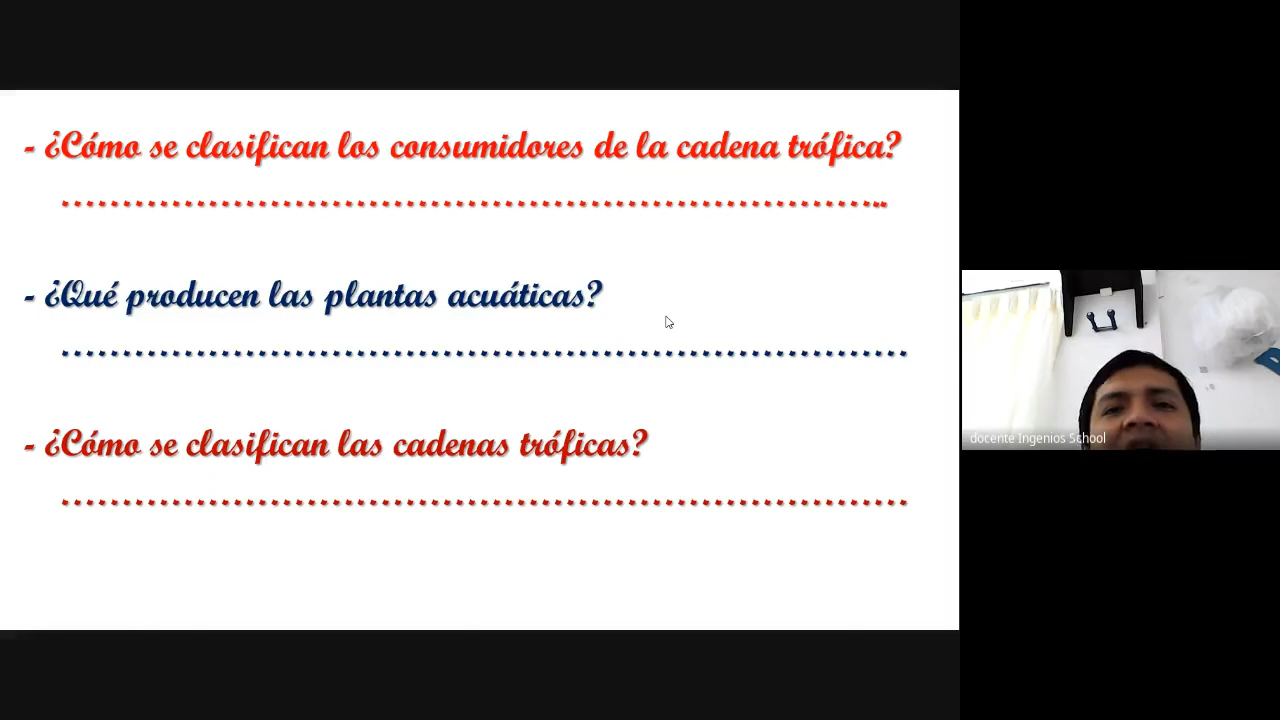 - ¿Cómo se clasifican los consumidores de la cadena trófica?
………………………………………………………………..
- ¿Qué producen las plantas acuáticas?
…………………………………………………………………
- ¿Cómo se clasifican las cadenas tróficas?
…………………………………………………………………
docente Ingenios School